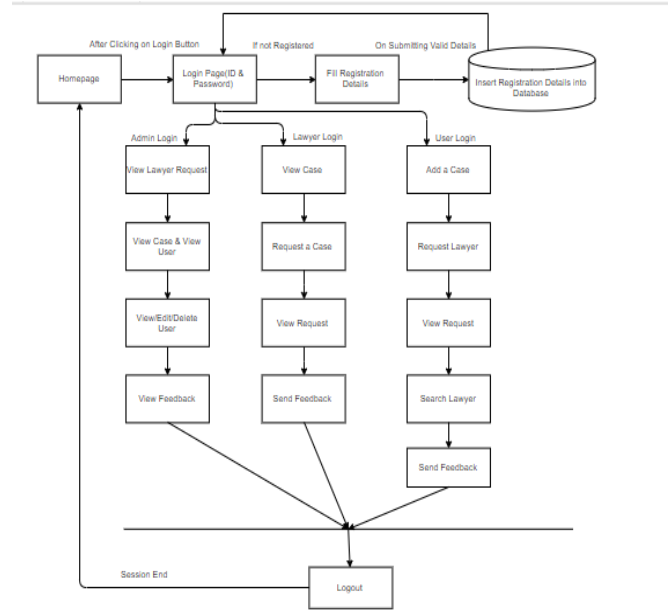 After Clicking on Login Button
If not Registered
On Submitting Valid Details
Homepage
Login Page(ID &
Password)
Fill Registration
Details
Insert Registration Details into
Database
Admin Login
Lawyer Login
User Login
View Lawyer Request
View Case
Add a Case
View Case & View
User
Request a Case
Request Lawyer
View/Edit/Delete
User
View Request
View Request
View Feedback
Send Feedback
Search Lawyer
Send Feedback
Session End
Logout